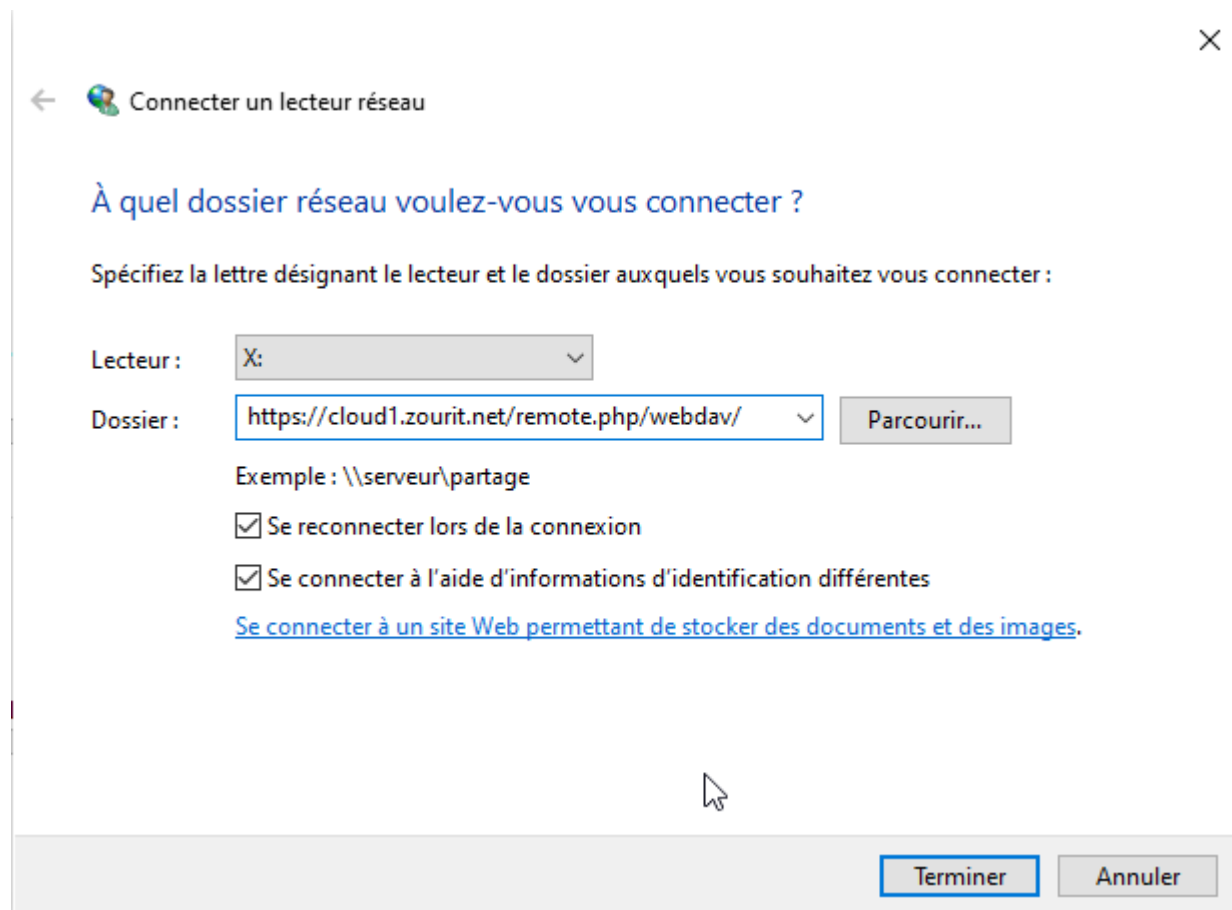 Connecter un lecteur réseau
À quel dossier réseau voulez-vous vous connecter ?
Spécifiez la lettre désignant le lecteur et le dossier auxquels vous souhaitez vous connecter :
Lecteur : X:
Dossier : https://cloud1.zourit.net/remote.php/webdav/ Parcourir...
Exemple : \\serveur\partage
Se reconnecter lors de la connexion
Se connecter à l'aide d'informations d'identification différentes
Se connecter à un site Web permettant de stocker des documents et des images.
Terminer Annuler